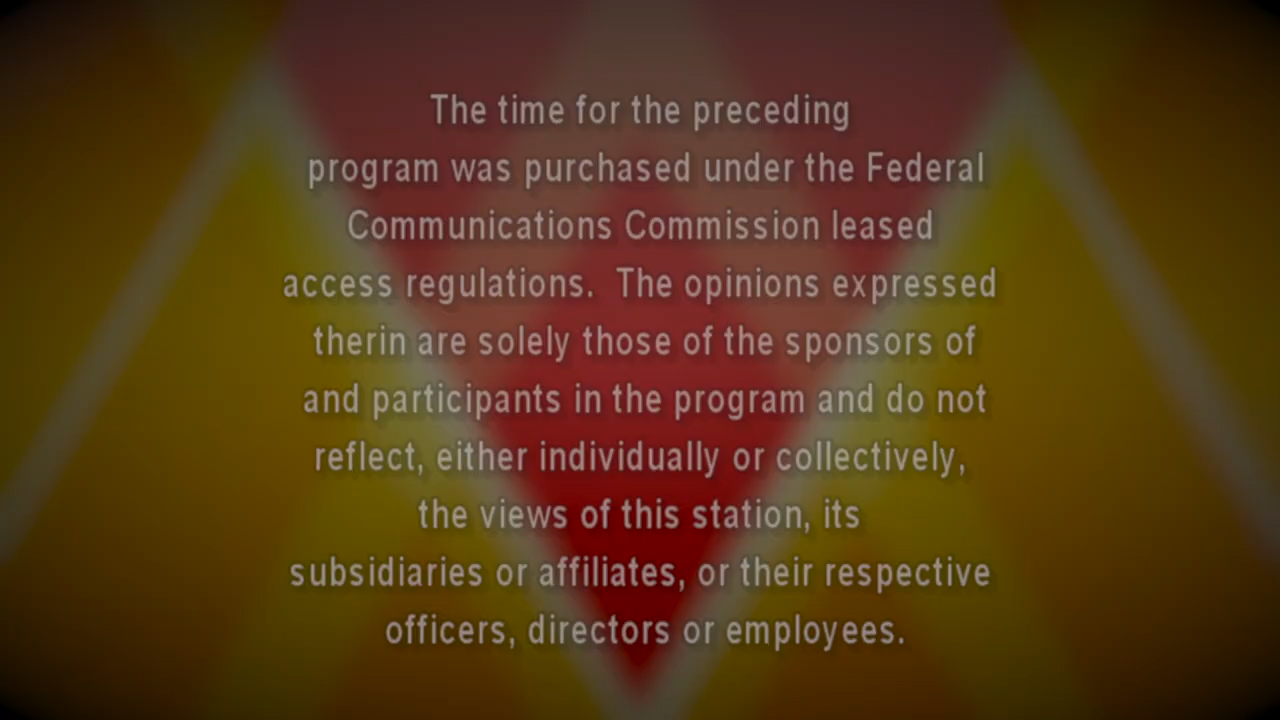 The time for the preceding
program was purchased under the Federal
Communications Commission leased
access regulations.  The opinions expressed
therin are solely those of the sponsors of
and participants in the program and do not
reflect, either individually or collectively,
the views of this station, its
subsidiaries or affiliates, or their respective
officers, directors or employees.